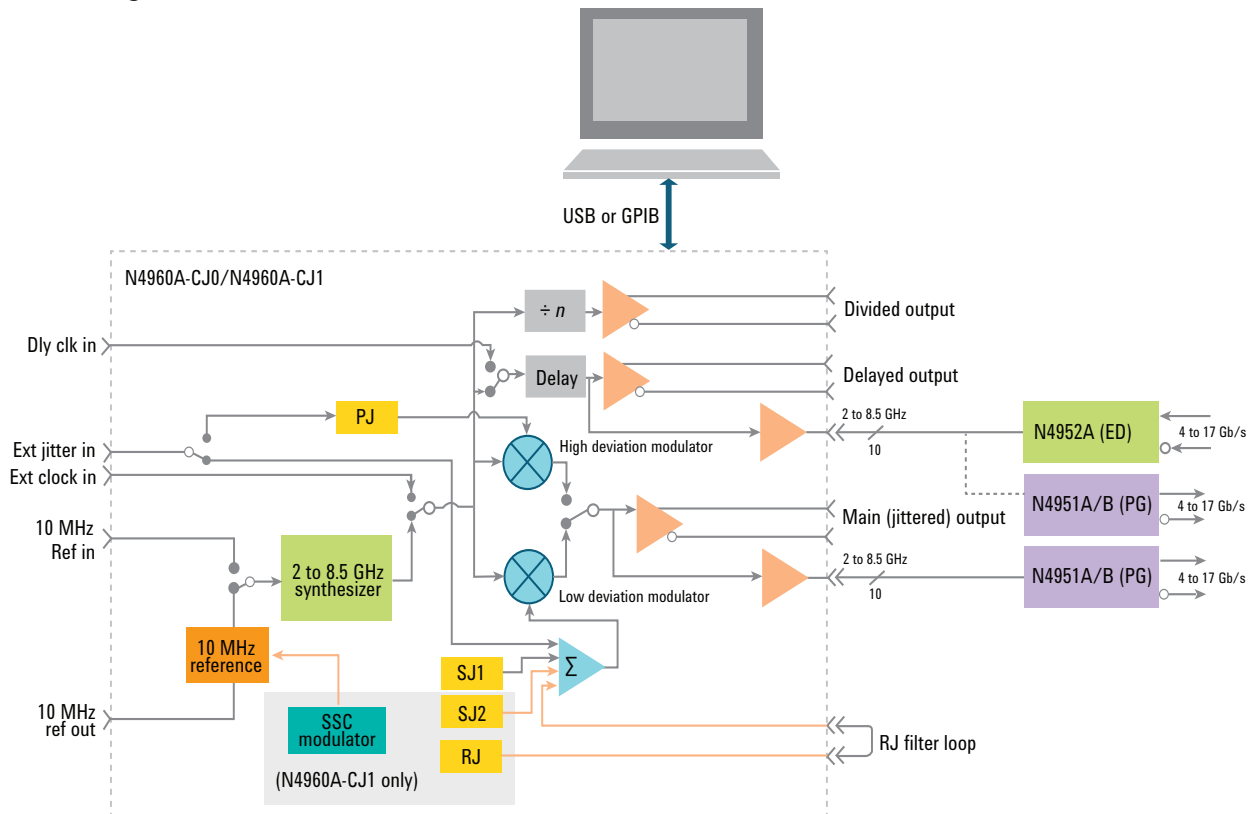 USB or GPIB
N4960A-CJ0/N4960A-CJ1
÷ n
Divided output
Dly clk in
Delay
Delayed output
PJ
2 to 8.5 GHz
10
N4952A (ED)
4 to 17 Gb/s
Ext jitter in
High deviation modulator
Ext clock in
N4951A/B (PG)
4 to 17 Gb/s
Main (jittered) output
10 MHz
Ref in
2 to 8.5 GHz
synthesizer
2 to 8.5 GHz
10
N4951A/B (PG)
4 to 17 Gb/s
Low deviation modulator
10 MHz
reference
Σ
SJ1
SJ2
10 MHz
ref out
SSC
modulator
RJ
RJ filter loop
(N4960A-CJ1 only)